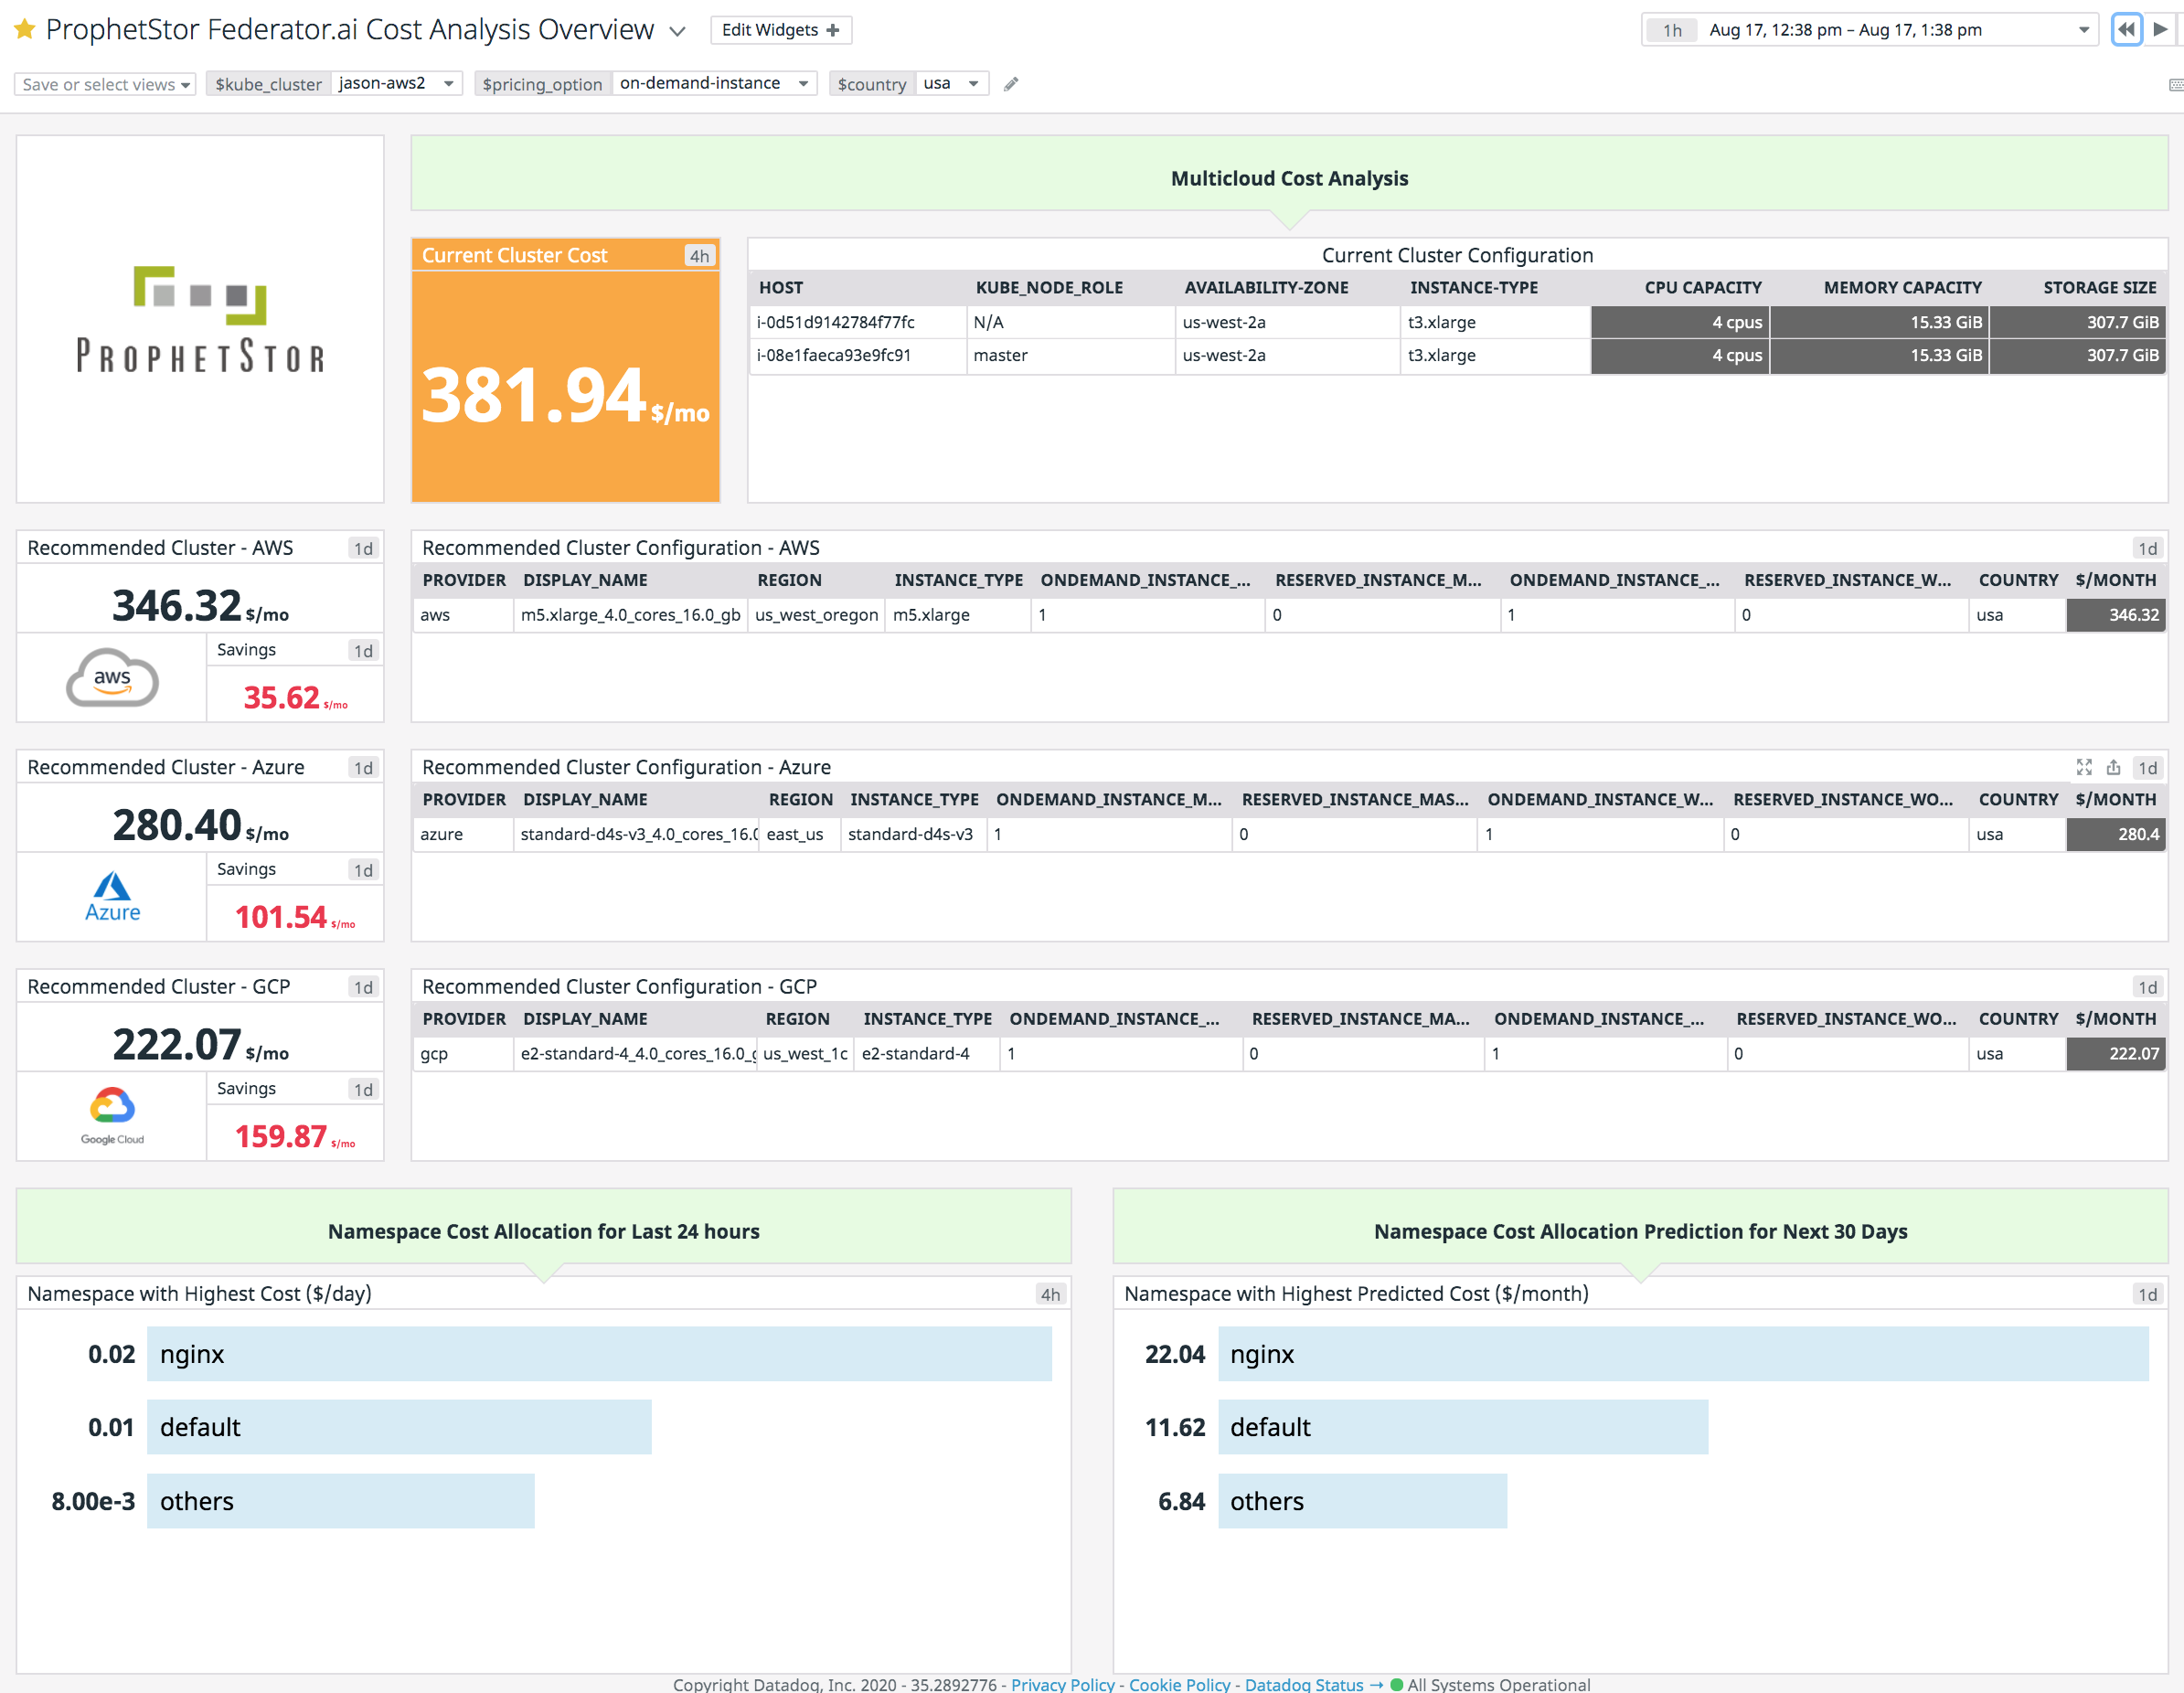 ProphetStor Federator.ai Cost Analysis Overview
Edit Widgets +
1h Aug 17, 12:38 pm – Aug 17, 1:38 pm
Save or select views
$kube_cluster jason-aws2
$pricing_option on-demand-instance
$country usa
PROPHETSTOR
Multicloud Cost Analysis
Current Cluster Cost 4h
381.94 $/mo
Current Cluster Configuration
HOST KUBE_NODE_ROLE AVAILABILITY-ZONE INSTANCE-TYPE CPU CAPACITY MEMORY CAPACITY STORAGE SIZE
i-0d51d9142784f77fc N/A us-west-2a t3.xlarge 4 cpus 15.33 GiB 307.7 GiB
i-08e1faeca93e9fc91 master us-west-2a t3.xlarge 4 cpus 15.33 GiB 307.7 GiB
Recommended Cluster - AWS 1d
346.32 $/mo
aws
Savings 1d
35.62 $/mo
Recommended Cluster Configuration - AWS 1d
PROVIDER DISPLAY_NAME REGION INSTANCE_TYPE ONDEMAND_INSTANCE_... RESERVED_INSTANCE_M... ONDEMAND_INSTANCE_... RESERVED_INSTANCE_W... COUNTRY $/MONTH
aws m5.xlarge_4.0_cores_16.0_gb us_west_oregon m5.xlarge 1 0 1 0 usa 346.32
Recommended Cluster - Azure 1d
280.40 $/mo
Azure
Savings 1d
101.54 $/mo
Recommended Cluster Configuration - Azure 1d
PROVIDER DISPLAY_NAME REGION INSTANCE_TYPE ONDEMAND_INSTANCE_M... RESERVED_INSTANCE_MAS... ONDEMAND_INSTANCE_W... RESERVED_INSTANCE_WO... COUNTRY $/MONTH
azure standard-d4s-v3_4.0_cores_16.0 east_us standard-d4s-v3 1 0 1 0 usa 280.4
Recommended Cluster - GCP 1d
222.07 $/mo
Google Cloud
Savings 1d
159.87 $/mo
Recommended Cluster Configuration - GCP 1d
PROVIDER DISPLAY_NAME REGION INSTANCE_TYPE ONDEMAND_INSTANCE_... RESERVED_INSTANCE_MA... ONDEMAND_INSTANCE_... RESERVED_INSTANCE_WO... COUNTRY $/MONTH
gcp e2-standard-4_4.0_cores_16.0_g us_west_1c e2-standard-4 1 0 1 0 usa 222.07
Namespace Cost Allocation for Last 24 hours
Namespace with Highest Cost ($/day) 4h
0.02 nginx
0.01 default
8.00e-3 others
Namespace Cost Allocation Prediction for Next 30 Days
Namespace with Highest Predicted Cost ($/month) 1d
22.04 nginx
11.62 default
6.84 others
Copyright Datadog, Inc. 2020 - 35.2892776 - Privacy Policy - Cookie Policy - Datadog Status → All Systems Operational